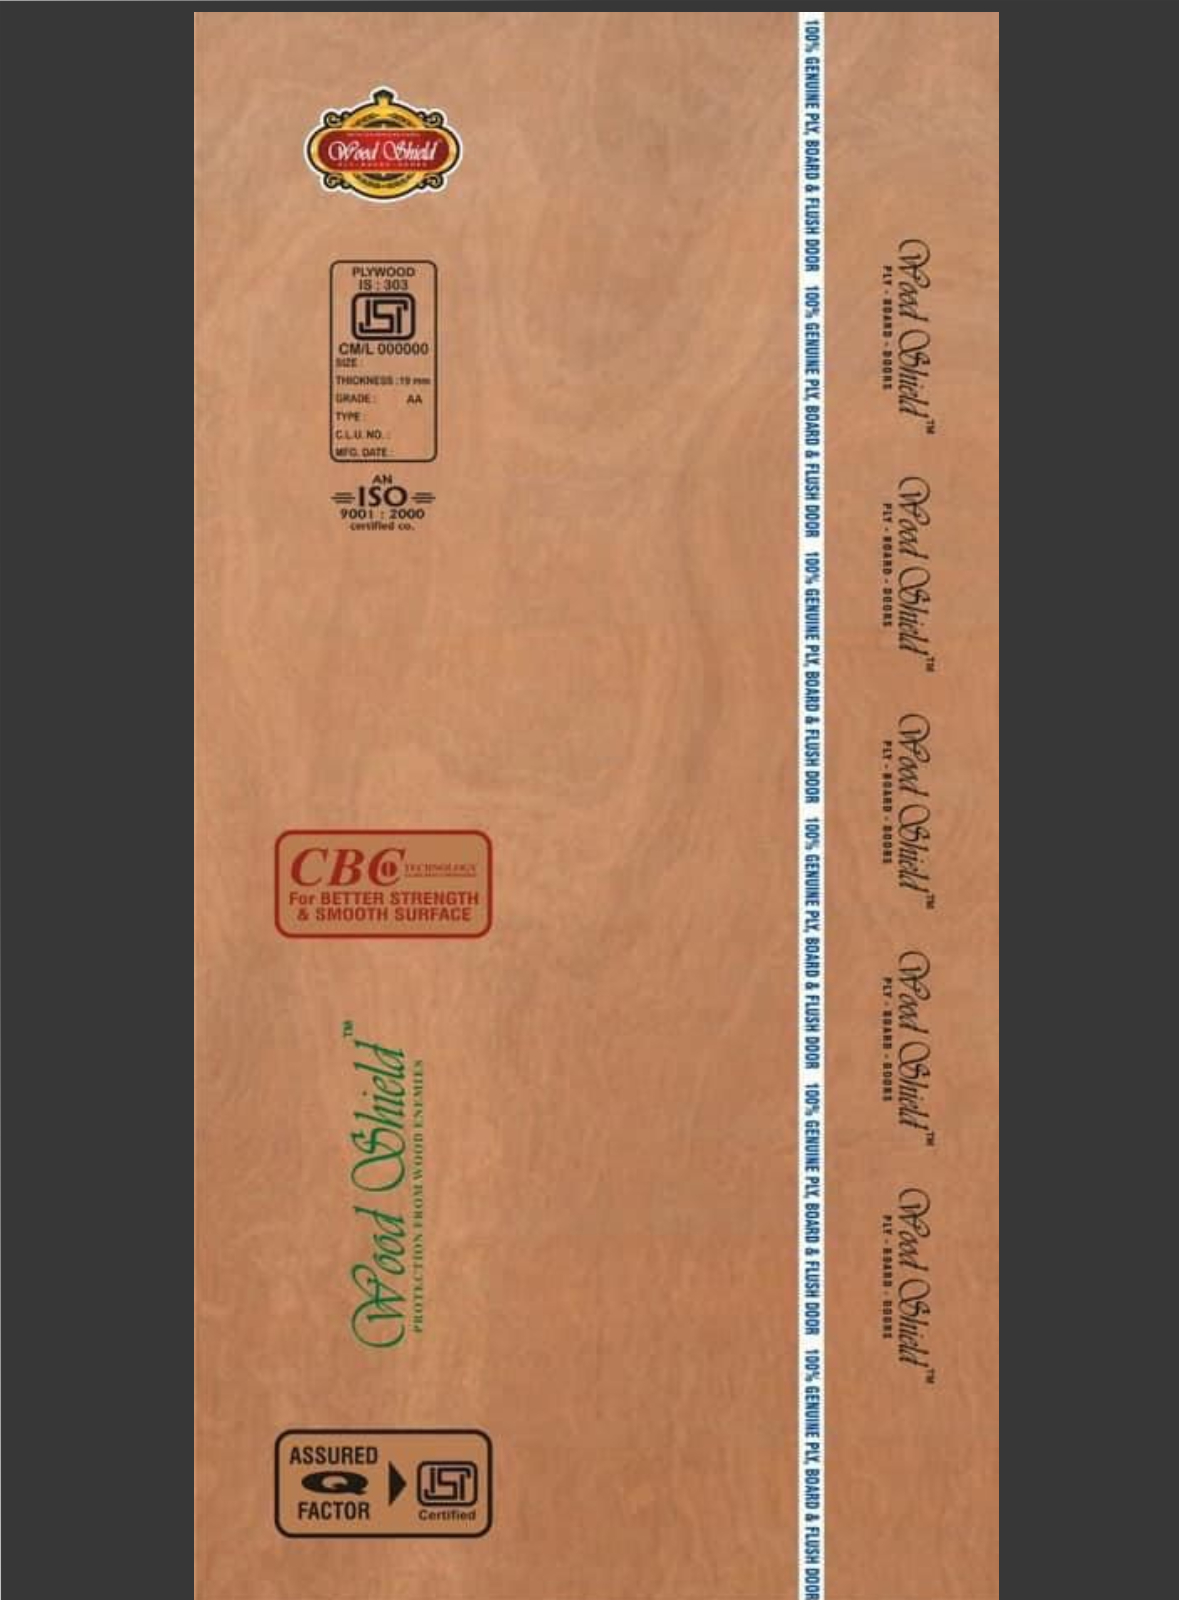 Wood Shield
PLY - BOARD - DOORS
PLYWOOD
IS : 303
ISI
CM/L 000000
SIZE :
THICKNESS :19 mm
GRADE : AA
TYPE :
C.L.U. NO. :
MFG. DATE :
AN
ISO
9001 : 2000
certified co.
CBC TECHNOLOGY
For BETTER STRENGTH
& SMOOTH SURFACE
Wood Shield™
PROTECTION FROM WOOD ENEMIES
ASSURED
Q
FACTOR
ISI
Certified
100% GENUINE PLY, BOARD & FLUSH DOOR 100% GENUINE PLY, BOARD & FLUSH DOOR 100% GENUINE PLY, BOARD & FLUSH DOOR 100% GENUINE PLY, BOARD & FLUSH DOOR 100% GENUINE PLY, BOARD & FLUSH DOOR 100% GENUINE PLY, BOARD & FLUSH DOOR
Wood Shield™
PLY - BOARD - DOORS
Wood Shield™
PLY - BOARD - DOORS
Wood Shield™
PLY - BOARD - DOORS
Wood Shield™
PLY - BOARD - DOORS
Wood Shield™
PLY - BOARD - DOORS